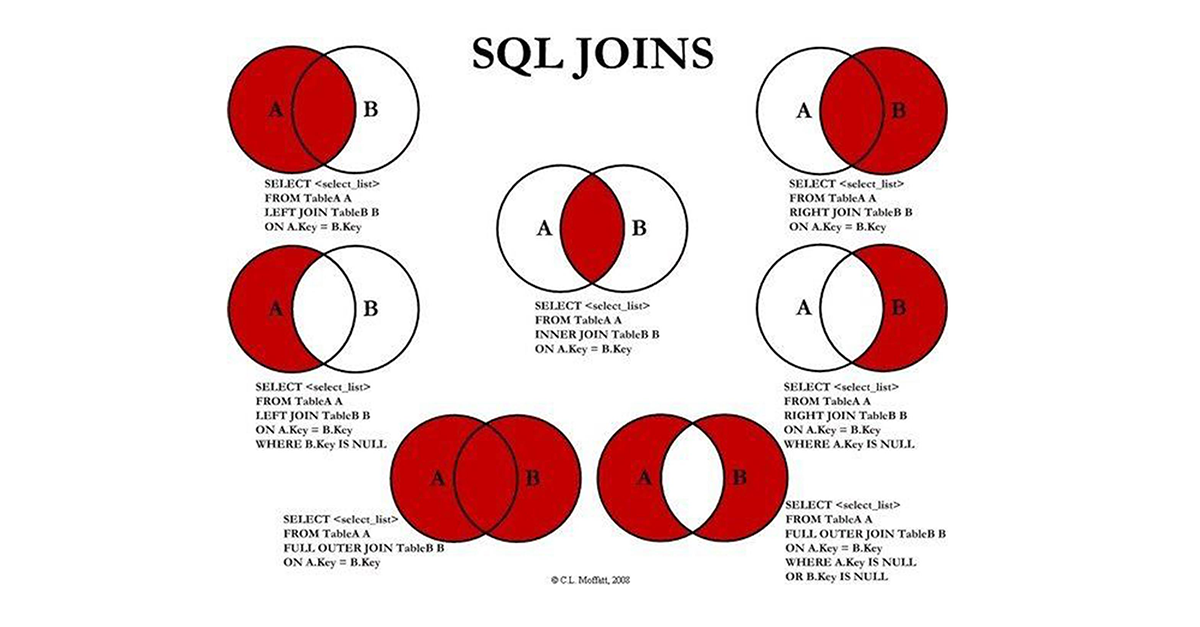 SQL JOINS
A B
SELECT <select_list>
FROM TableA A
LEFT JOIN TableB B
ON A.Key = B.Key
A B
SELECT <select_list>
FROM TableA A
RIGHT JOIN TableB B
ON A.Key = B.Key
A B
SELECT <select_list>
FROM TableA A
INNER JOIN TableB B
ON A.Key = B.Key
A B
SELECT <select_list>
FROM TableA A
LEFT JOIN TableB B
ON A.Key = B.Key
WHERE B.Key IS NULL
A B
SELECT <select_list>
FROM TableA A
RIGHT JOIN TableB B
ON A.Key = B.Key
WHERE A.Key IS NULL
A B
SELECT <select_list>
FROM TableA A
FULL OUTER JOIN TableB B
ON A.Key = B.Key
A B
SELECT <select_list>
FROM TableA A
FULL OUTER JOIN TableB B
ON A.Key = B.Key
WHERE A.Key IS NULL
OR B.Key IS NULL
© C.L. Moffatt, 2008